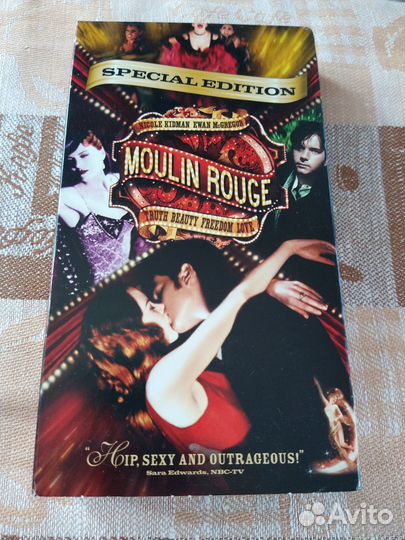 SPECIAL EDITION
NICOLE KIDMAN EWAN McGREGOR
MOULIN ROUGE
TRUTH BEAUTY FREEDOM LOVE
"HIP, SEXY AND OUTRAGEOUS!"
Sara Edwards, NBC-TV
Avito